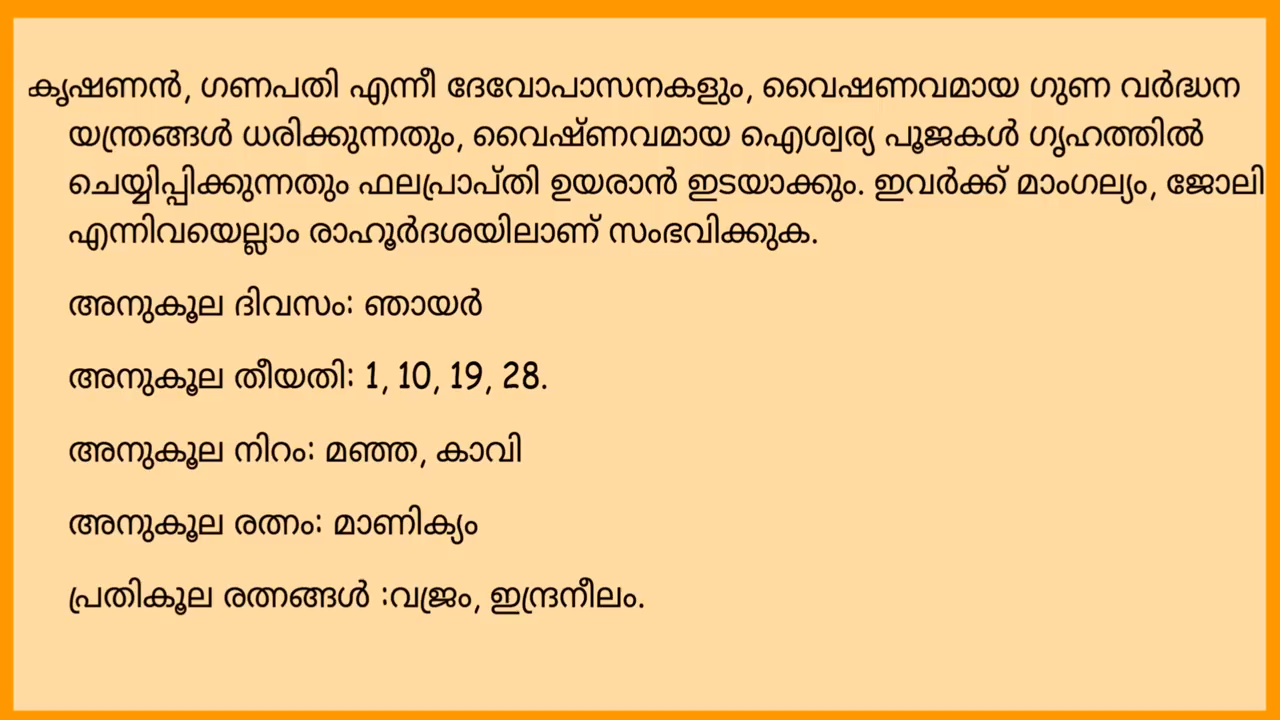 കൃഷണൻ, ഗണപതി എന്നീ ദേവോപാസനകളും, വൈഷണവമായ ഗുണ വർദ്ധന
യന്ത്രങ്ങൾ ധരിക്കുന്നതും, വൈഷ്ണവമായ ഐശ്വര്യ പൂജകൾ ഗൃഹത്തിൽ
ചെയ്യിപ്പിക്കുന്നതും ഫലപ്രാപ്തി ഉയരാൻ ഇടയാക്കും. ഇവർക്ക് മാംഗല്യം, ജോലി
എന്നിവയെല്ലാം രാഹൂർദശയിലാണ് സംഭവിക്കുക.
അനുകൂല ദിവസം: ഞായർ
അനുകൂല തീയതി: 1, 10, 19, 28.
അനുകൂല നിറം: മഞ്ഞ, കാവി
അനുകൂല രത്നം: മാണിക്യം
പ്രതികൂല രത്നങ്ങൾ :വജ്രം, ഇന്ദ്രനീലം.